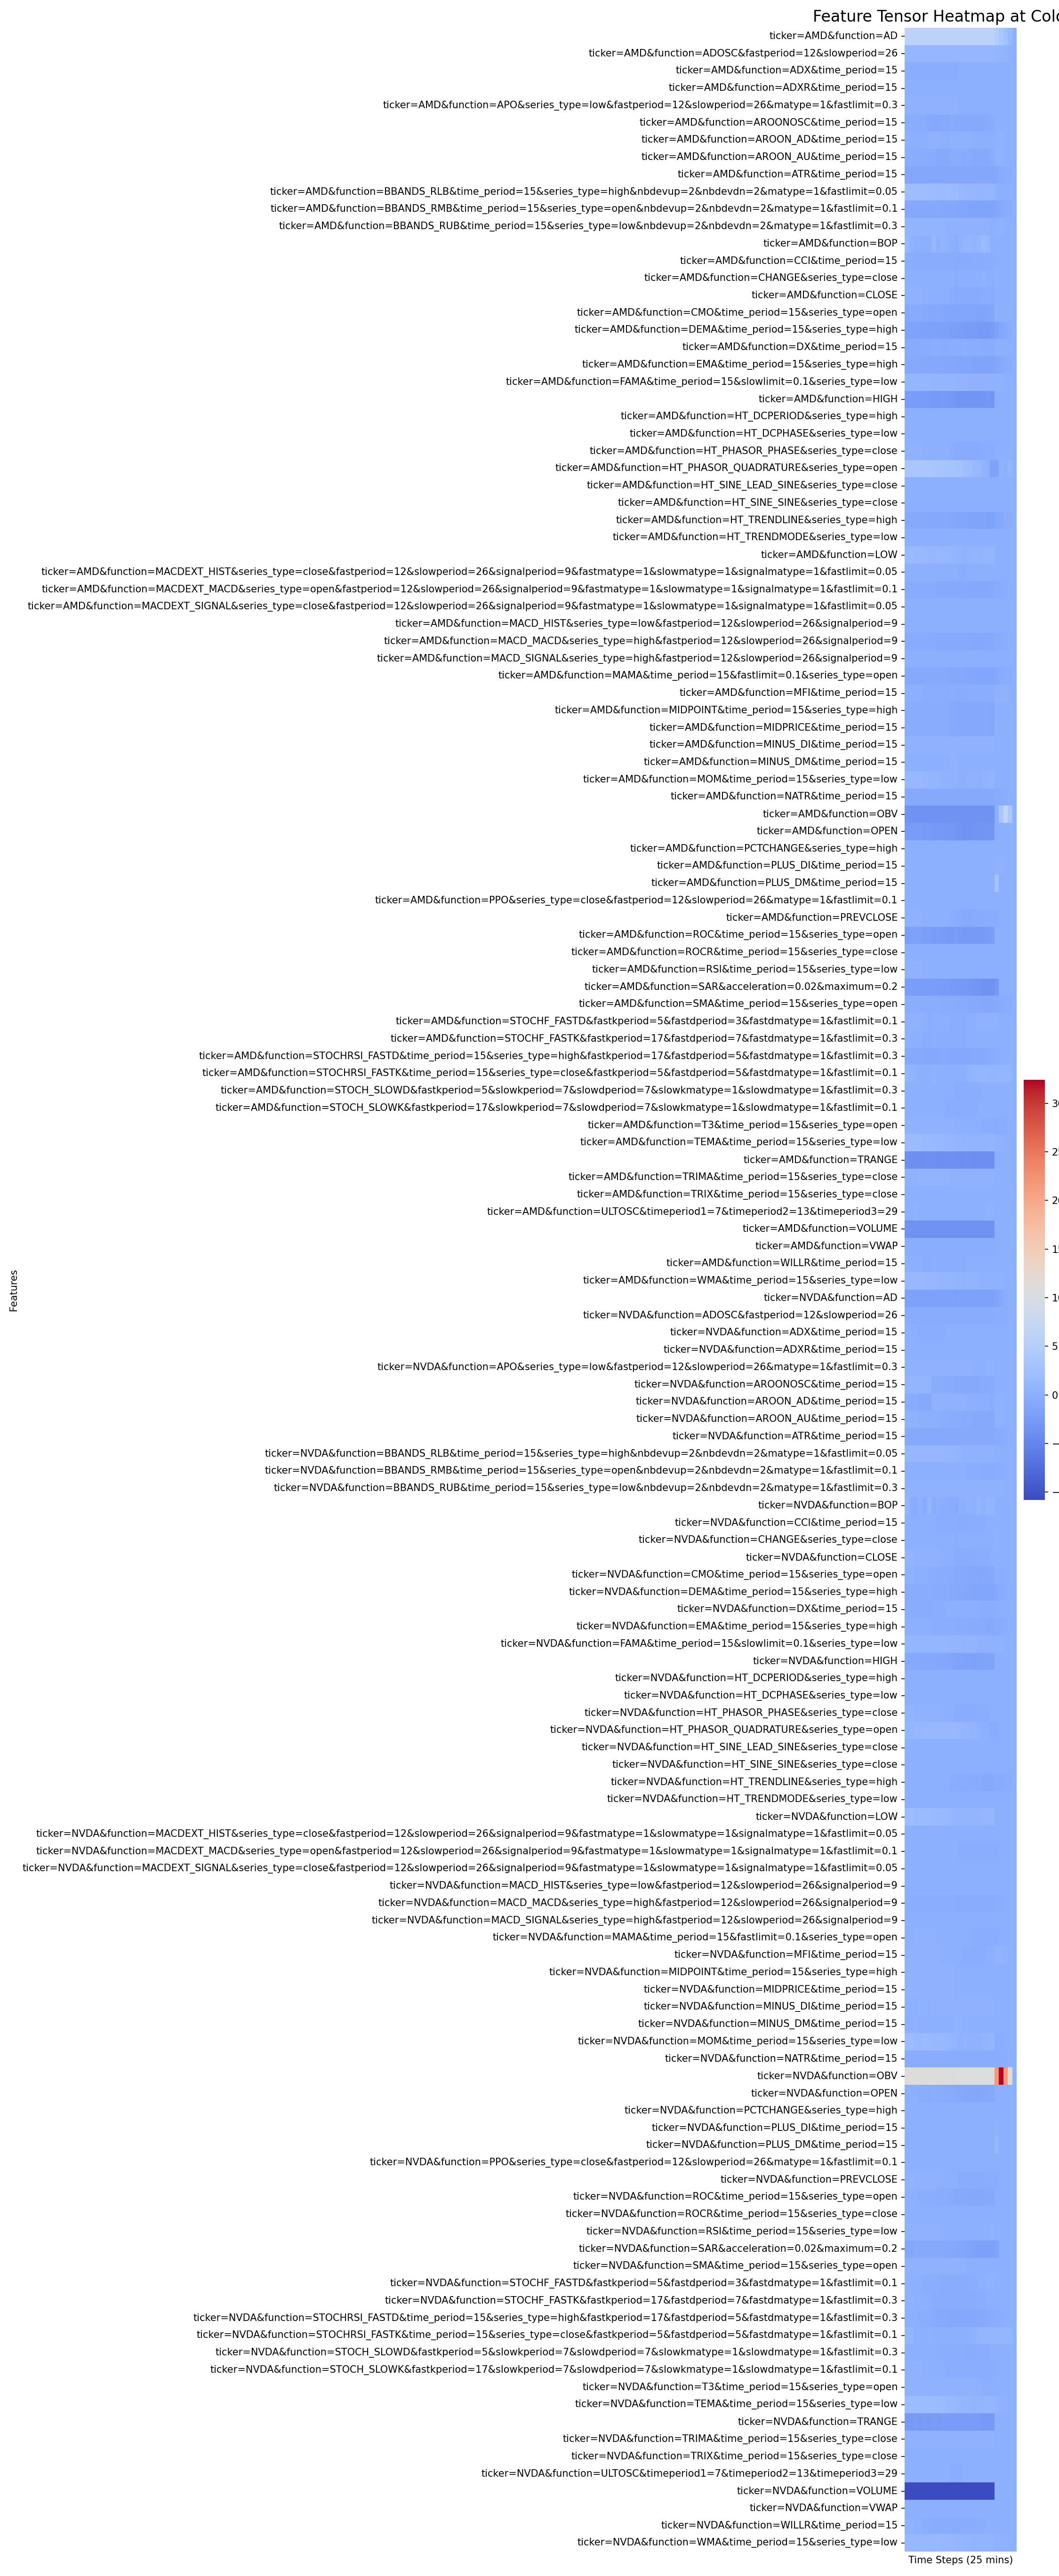 Feature Tensor Heatmap at Col
ticker=AMD&function=AD
ticker=AMD&function=ADOSC&fastperiod=12&slowperiod=26
ticker=AMD&function=ADX&time_period=15
ticker=AMD&function=ADXR&time_period=15
ticker=AMD&function=APO&series_type=low&fastperiod=12&slowperiod=26&matype=1&fastlimit=0.3
ticker=AMD&function=AROONOSC&time_period=15
ticker=AMD&function=AROON_AD&time_period=15
ticker=AMD&function=AROON_AU&time_period=15
ticker=AMD&function=ATR&time_period=15
ticker=AMD&function=BBANDS_RLB&time_period=15&series_type=high&nbdevup=2&nbdevdn=2&matype=1&fastlimit=0.05
ticker=AMD&function=BBANDS_RMB&time_period=15&series_type=open&nbdevup=2&nbdevdn=2&matype=1&fastlimit=0.1
ticker=AMD&function=BBANDS_RUB&time_period=15&series_type=low&nbdevup=2&nbdevdn=2&matype=1&fastlimit=0.3
ticker=AMD&function=BOP
ticker=AMD&function=CCI&time_period=15
ticker=AMD&function=CHANGE&series_type=close
ticker=AMD&function=CLOSE
ticker=AMD&function=CMO&time_period=15&series_type=open
ticker=AMD&function=DEMA&time_period=15&series_type=high
ticker=AMD&function=DX&time_period=15
ticker=AMD&function=EMA&time_period=15&series_type=high
ticker=AMD&function=FAMA&time_period=15&slowlimit=0.1&series_type=low
ticker=AMD&function=HIGH
ticker=AMD&function=HT_DCPERIOD&series_type=high
ticker=AMD&function=HT_DCPHASE&series_type=low
ticker=AMD&function=HT_PHASOR_PHASE&series_type=close
ticker=AMD&function=HT_PHASOR_QUADRATURE&series_type=open
ticker=AMD&function=HT_SINE_LEAD_SINE&series_type=close
ticker=AMD&function=HT_SINE_SINE&series_type=close
ticker=AMD&function=HT_TRENDLINE&series_type=high
ticker=AMD&function=HT_TRENDMODE&series_type=low
ticker=AMD&function=LOW
ticker=AMD&function=MACDEXT_HIST&series_type=close&fastperiod=12&slowperiod=26&signalperiod=9&fastmatype=1&slowmatype=1&signalmatype=1&fastlimit=0.05
ticker=AMD&function=MACDEXT_MACD&series_type=open&fastperiod=12&slowperiod=26&signalperiod=9&fastmatype=1&slowmatype=1&signalmatype=1&fastlimit=0.1
ticker=AMD&function=MACDEXT_SIGNAL&series_type=close&fastperiod=12&slowperiod=26&signalperiod=9&fastmatype=1&slowmatype=1&signalmatype=1&fastlimit=0.05
ticker=AMD&function=MACD_HIST&series_type=low&fastperiod=12&slowperiod=26&signalperiod=9
ticker=AMD&function=MACD_MACD&series_type=high&fastperiod=12&slowperiod=26&signalperiod=9
ticker=AMD&function=MACD_SIGNAL&series_type=high&fastperiod=12&slowperiod=26&signalperiod=9
ticker=AMD&function=MAMA&time_period=15&fastlimit=0.1&series_type=open
ticker=AMD&function=MFI&time_period=15
ticker=AMD&function=MIDPOINT&time_period=15&series_type=high
ticker=AMD&function=MIDPRICE&time_period=15
ticker=AMD&function=MINUS_DI&time_period=15
ticker=AMD&function=MINUS_DM&time_period=15
ticker=AMD&function=MOM&time_period=15&series_type=low
ticker=AMD&function=NATR&time_period=15
ticker=AMD&function=OBV
ticker=AMD&function=OPEN
ticker=AMD&function=PCTCHANGE&series_type=high
ticker=AMD&function=PLUS_DI&time_period=15
ticker=AMD&function=PLUS_DM&time_period=15
ticker=AMD&function=PPO&series_type=close&fastperiod=12&slowperiod=26&matype=1&fastlimit=0.1
ticker=AMD&function=PREVCLOSE
ticker=AMD&function=ROC&time_period=15&series_type=open
ticker=AMD&function=ROCR&time_period=15&series_type=close
ticker=AMD&function=RSI&time_period=15&series_type=low
ticker=AMD&function=SAR&acceleration=0.02&maximum=0.2
ticker=AMD&function=SMA&time_period=15&series_type=open
ticker=AMD&function=STOCHF_FASTD&fastkperiod=5&fastdperiod=3&fastdmatype=1&fastlimit=0.1
ticker=AMD&function=STOCHF_FASTK&fastkperiod=17&fastdperiod=7&fastdmatype=1&fastlimit=0.3
ticker=AMD&function=STOCHRSI_FASTD&time_period=15&series_type=high&fastkperiod=17&fastdperiod=5&fastdmatype=1&fastlimit=0.3
ticker=AMD&function=STOCHRSI_FASTK&time_period=15&series_type=close&fastkperiod=5&fastdperiod=5&fastdmatype=1&fastlimit=0.1
ticker=AMD&function=STOCH_SLOWD&fastkperiod=5&slowkperiod=7&slowdperiod=7&slowkmatype=1&slowdmatype=1&fastlimit=0.3
ticker=AMD&function=STOCH_SLOWK&fastkperiod=17&slowkperiod=7&slowdperiod=7&slowkmatype=1&slowdmatype=1&fastlimit=0.1
ticker=AMD&function=T3&time_period=15&series_type=open
ticker=AMD&function=TEMA&time_period=15&series_type=low
ticker=AMD&function=TRANGE
ticker=AMD&function=TRIMA&time_period=15&series_type=close
ticker=AMD&function=TRIX&time_period=15&series_type=close
ticker=AMD&function=ULTOSC&timeperiod1=7&timeperiod2=13&timeperiod3=29
ticker=AMD&function=VOLUME
ticker=AMD&function=VWAP
ticker=AMD&function=WILLR&time_period=15
ticker=AMD&function=WMA&time_period=15&series_type=low
ticker=NVDA&function=AD
ticker=NVDA&function=ADOSC&fastperiod=12&slowperiod=26
ticker=NVDA&function=ADX&time_period=15
ticker=NVDA&function=ADXR&time_period=15
ticker=NVDA&function=APO&series_type=low&fastperiod=12&slowperiod=26&matype=1&fastlimit=0.3
ticker=NVDA&function=AROONOSC&time_period=15
ticker=NVDA&function=AROON_AD&time_period=15
ticker=NVDA&function=AROON_AU&time_period=15
ticker=NVDA&function=ATR&time_period=15
ticker=NVDA&function=BBANDS_RLB&time_period=15&series_type=high&nbdevup=2&nbdevdn=2&matype=1&fastlimit=0.05
ticker=NVDA&function=BBANDS_RMB&time_period=15&series_type=open&nbdevup=2&nbdevdn=2&matype=1&fastlimit=0.1
ticker=NVDA&function=BBANDS_RUB&time_period=15&series_type=low&nbdevup=2&nbdevdn=2&matype=1&fastlimit=0.3
ticker=NVDA&function=BOP
ticker=NVDA&function=CCI&time_period=15
ticker=NVDA&function=CHANGE&series_type=close
ticker=NVDA&function=CLOSE
ticker=NVDA&function=CMO&time_period=15&series_type=open
ticker=NVDA&function=DEMA&time_period=15&series_type=high
ticker=NVDA&function=DX&time_period=15
ticker=NVDA&function=EMA&time_period=15&series_type=high
ticker=NVDA&function=FAMA&time_period=15&slowlimit=0.1&series_type=low
ticker=NVDA&function=HIGH
ticker=NVDA&function=HT_DCPERIOD&series_type=high
ticker=NVDA&function=HT_DCPHASE&series_type=low
ticker=NVDA&function=HT_PHASOR_PHASE&series_type=close
ticker=NVDA&function=HT_PHASOR_QUADRATURE&series_type=open
ticker=NVDA&function=HT_SINE_LEAD_SINE&series_type=close
ticker=NVDA&function=HT_SINE_SINE&series_type=close
ticker=NVDA&function=HT_TRENDLINE&series_type=high
ticker=NVDA&function=HT_TRENDMODE&series_type=low
ticker=NVDA&function=LOW
ticker=NVDA&function=MACDEXT_HIST&series_type=close&fastperiod=12&slowperiod=26&signalperiod=9&fastmatype=1&slowmatype=1&signalmatype=1&fastlimit=0.05
ticker=NVDA&function=MACDEXT_MACD&series_type=open&fastperiod=12&slowperiod=26&signalperiod=9&fastmatype=1&slowmatype=1&signalmatype=1&fastlimit=0.1
ticker=NVDA&function=MACDEXT_SIGNAL&series_type=close&fastperiod=12&slowperiod=26&signalperiod=9&fastmatype=1&slowmatype=1&signalmatype=1&fastlimit=0.05
ticker=NVDA&function=MACD_HIST&series_type=low&fastperiod=12&slowperiod=26&signalperiod=9
ticker=NVDA&function=MACD_MACD&series_type=high&fastperiod=12&slowperiod=26&signalperiod=9
ticker=NVDA&function=MACD_SIGNAL&series_type=high&fastperiod=12&slowperiod=26&signalperiod=9
ticker=NVDA&function=MAMA&time_period=15&fastlimit=0.1&series_type=open
ticker=NVDA&function=MFI&time_period=15
ticker=NVDA&function=MIDPOINT&time_period=15&series_type=high
ticker=NVDA&function=MIDPRICE&time_period=15
ticker=NVDA&function=MINUS_DI&time_period=15
ticker=NVDA&function=MINUS_DM&time_period=15
ticker=NVDA&function=MOM&time_period=15&series_type=low
ticker=NVDA&function=NATR&time_period=15
ticker=NVDA&function=OBV
ticker=NVDA&function=OPEN
ticker=NVDA&function=PCTCHANGE&series_type=high
ticker=NVDA&function=PLUS_DI&time_period=15
ticker=NVDA&function=PLUS_DM&time_period=15
ticker=NVDA&function=PPO&series_type=close&fastperiod=12&slowperiod=26&matype=1&fastlimit=0.1
ticker=NVDA&function=PREVCLOSE
ticker=NVDA&function=ROC&time_period=15&series_type=open
ticker=NVDA&function=ROCR&time_period=15&series_type=close
ticker=NVDA&function=RSI&time_period=15&series_type=low
ticker=NVDA&function=SAR&acceleration=0.02&maximum=0.2
ticker=NVDA&function=SMA&time_period=15&series_type=open
ticker=NVDA&function=STOCHF_FASTD&fastkperiod=5&fastdperiod=3&fastdmatype=1&fastlimit=0.1
ticker=NVDA&function=STOCHF_FASTK&fastkperiod=17&fastdperiod=7&fastdmatype=1&fastlimit=0.3
ticker=NVDA&function=STOCHRSI_FASTD&time_period=15&series_type=high&fastkperiod=17&fastdperiod=5&fastdmatype=1&fastlimit=0.3
ticker=NVDA&function=STOCHRSI_FASTK&time_period=15&series_type=close&fastkperiod=5&fastdperiod=5&fastdmatype=1&fastlimit=0.1
ticker=NVDA&function=STOCH_SLOWD&fastkperiod=5&slowkperiod=7&slowdperiod=7&slowkmatype=1&slowdmatype=1&fastlimit=0.3
ticker=NVDA&function=STOCH_SLOWK&fastkperiod=17&slowkperiod=7&slowdperiod=7&slowkmatype=1&slowdmatype=1&fastlimit=0.1
ticker=NVDA&function=T3&time_period=15&series_type=open
ticker=NVDA&function=TEMA&time_period=15&series_type=low
ticker=NVDA&function=TRANGE
ticker=NVDA&function=TRIMA&time_period=15&series_type=close
ticker=NVDA&function=TRIX&time_period=15&series_type=close
ticker=NVDA&function=ULTOSC&timeperiod1=7&timeperiod2=13&timeperiod3=29
ticker=NVDA&function=VOLUME
ticker=NVDA&function=VWAP
ticker=NVDA&function=WILLR&time_period=15
ticker=NVDA&function=WMA&time_period=15&series_type=low
Features
Time Steps (25 mins)
5
0